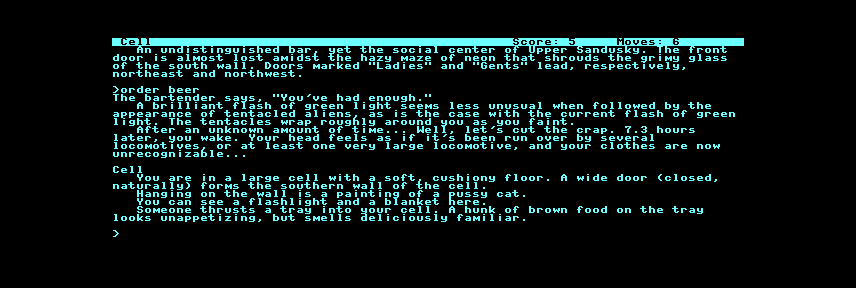 Cell Score: 5 Moves: 6
An undistinguished bar, yet the social center of Upper Sandusky. The front
door is almost lost amidst the hazy maze of neon that shrouds the grimy glass
of the south wall. Doors marked "Ladies" and "Gents" lead, respectively,
northeast and northwest.
>order beer
The bartender says, "You've had enough."
A brilliant flash of green light seems less unusual when followed by the
appearance of tentacled aliens, as is the case with the current flash of green
light. The tentacles wrap roughly around you as you faint.
After an unknown amount of time... Well, let's cut the crap. 7.3 hours
later, you wake. Your head feels as if it's been run over by several
locomotives, or at least one very large locomotive, and your clothes are now
unrecognizable...
Cell
You are in a large cell with a soft, cushiony floor. A wide door (closed,
naturally) forms the southern wall of the cell.
Hanging on the wall is a painting of a pussy cat.
You can see a flashlight and a blanket here.
Someone thrusts a tray into your cell. A hunk of brown food on the tray
looks unappetizing, but smells deliciously familiar.
>